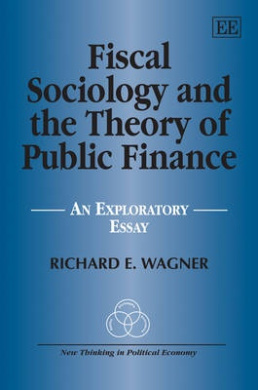 EE
Fiscal
Sociology and
the Theory of
Public Finance
AN EXPLORATORY
ESSAY
RICHARD E. WAGNER
New Thinking in Political Economy